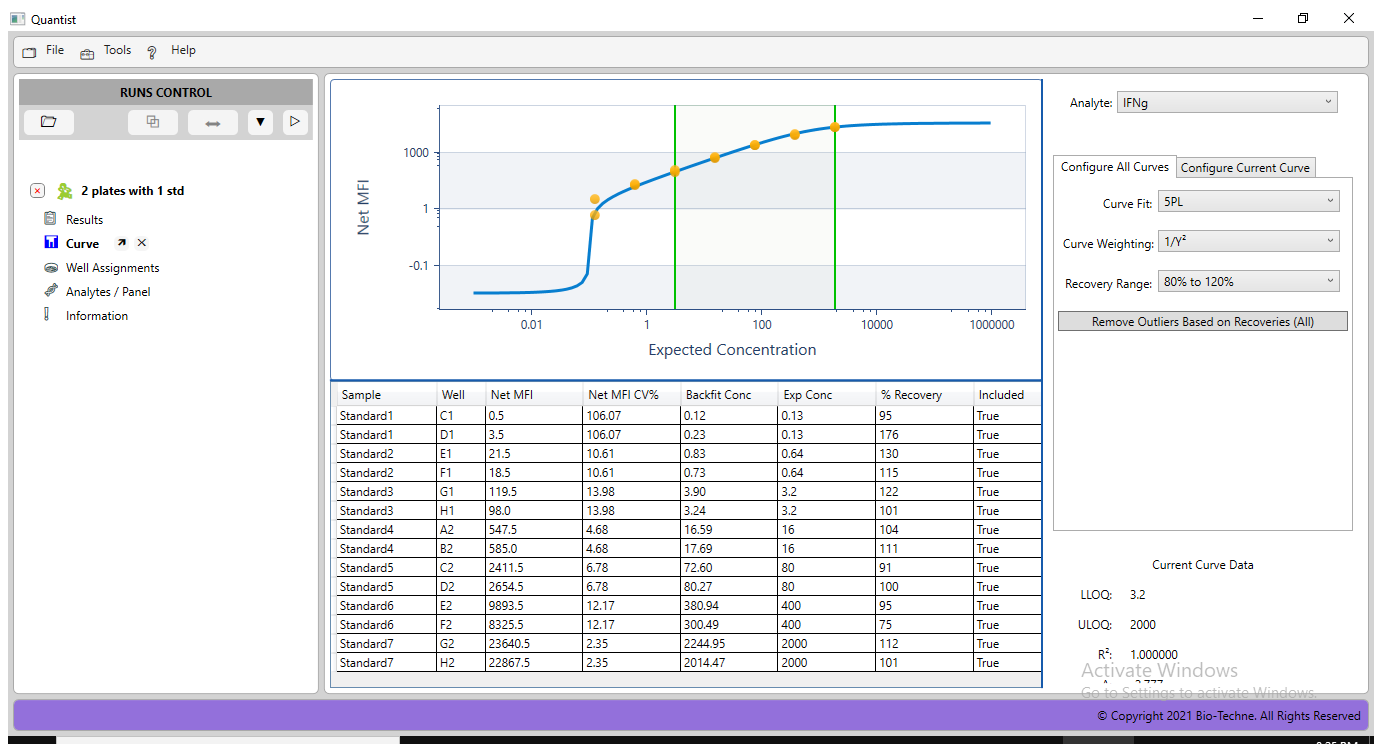 Quantist
File Tools Help
RUNS CONTROL
2 plates with 1 std
Results
Curve
Well Assignments
Analytes / Panel
Information
Net MFI
1000
1
-0.1
0.01 1 100 10000 1000000
Expected Concentration
Sample Well Net MFI Net MFI CV% Backfit Conc Exp Conc % Recovery Included
Standard1 C1 0.5 106.07 0.12 0.13 95 True
Standard1 D1 3.5 106.07 0.23 0.13 176 True
Standard2 E1 21.5 10.61 0.83 0.64 130 True
Standard2 F1 18.5 10.61 0.73 0.64 115 True
Standard3 G1 119.5 13.98 3.90 3.2 122 True
Standard3 H1 98.0 13.98 3.24 3.2 101 True
Standard4 A2 547.5 4.68 16.59 16 104 True
Standard4 B2 585.0 4.68 17.69 16 111 True
Standard5 C2 2411.5 6.78 72.60 80 91 True
Standard5 D2 2654.5 6.78 80.27 80 100 True
Standard6 E2 9893.5 12.17 380.94 400 95 True
Standard6 F2 8325.5 12.17 300.49 400 75 True
Standard7 G2 23640.5 2.35 2244.95 2000 112 True
Standard7 H2 22867.5 2.35 2014.47 2000 101 True
Analyte: IFNg
Configure All Curves Configure Current Curve
Curve Fit: 5PL
Curve Weighting: 1/Y²
Recovery Range: 80% to 120%
Remove Outliers Based on Recoveries (All)
Current Curve Data
LLOQ: 3.2
ULOQ: 2000
R²: 1.000000
Activate Windows
Go to Settings to activate Windows.
© Copyright 2021 Bio-Techne. All Rights Reserved